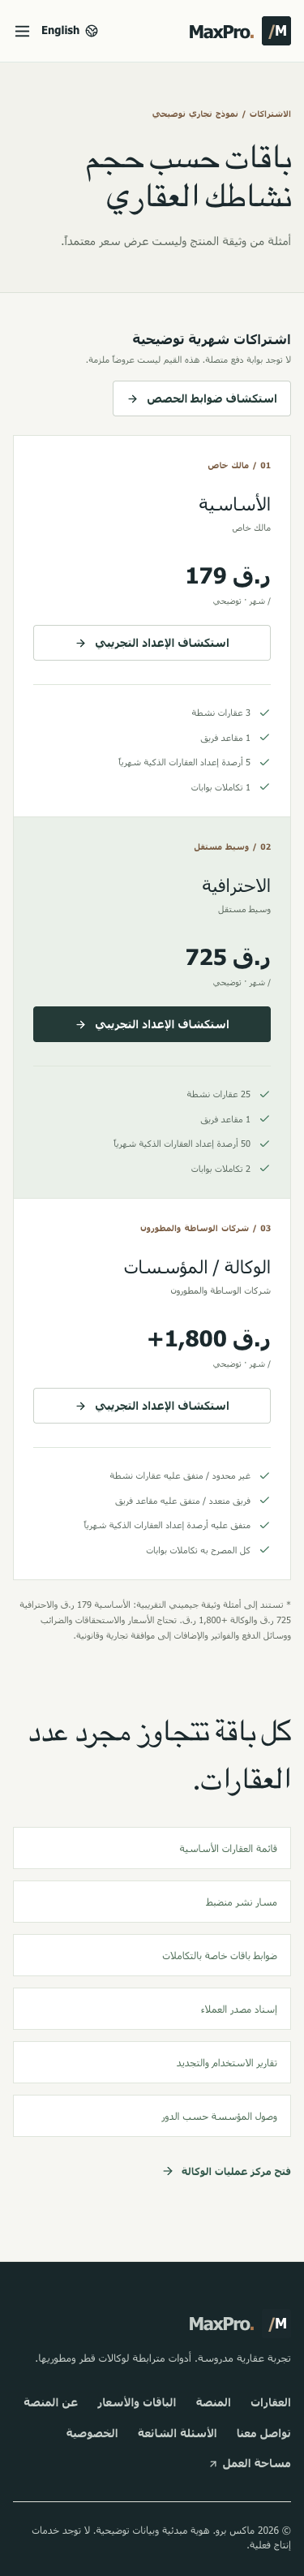 MaxPro.
M/
English
الاشتراكات / نموذج تجاري توضيحي
باقات حسب حجم
نشاطك العقاري
أمثلة من وثيقة المنتج وليست عرض سعر معتمداً.
اشتراكات شهرية توضيحية
لا توجد بوابة دفع متصلة. هذه القيم ليست عروضاً ملزمة.
استكشاف ضوابط الحصص
01 / مالك خاص
الأساسية
مالك خاص
ر.ق 179
/ شهر · توضيحي
استكشاف الإعداد التجريبي
3 عقارات نشطة
1 مقاعد فريق
5 أرصدة إعداد العقارات الذكية شهرياً
1 تكاملات بوابات
02 / وسيط مستقل
الاحترافية
وسيط مستقل
ر.ق 725
/ شهر · توضيحي
استكشاف الإعداد التجريبي
25 عقارات نشطة
1 مقاعد فريق
50 أرصدة إعداد العقارات الذكية شهرياً
2 تكاملات بوابات
03 / شركات الوساطة والمطورون
الوكالة / المؤسسات
شركات الوساطة والمطورون
ر.ق 1,800+
/ شهر · توضيحي
استكشاف الإعداد التجريبي
غير محدود / متفق عليه عقارات نشطة
فريق متعدد / متفق عليه مقاعد فريق
متفق عليه أرصدة إعداد العقارات الذكية شهرياً
كل المصرح به تكاملات بوابات
* تستند إلى أمثلة وثيقة جيميني التقريبية: الأساسية 179 ر.ق والاحترافية
725 ر.ق والوكالة +1,800 ر.ق. تحتاج الأسعار والاستحقاقات والضرائب
ووسائل الدفع والفواتير والإضافات إلى موافقة تجارية وقانونية.
كل باقة تتجاوز مجرد عدد
العقارات.
قائمة العقارات الأساسية
مسار نشر منضبط
ضوابط باقات خاصة بالتكاملات
إسناد مصدر العملاء
تقارير الاستخدام والتجديد
وصول المؤسسة حسب الدور
فتح مركز عمليات الوكالة
MaxPro.
M/
تجربة عقارية مدروسة. أدوات مترابطة لوكالات قطر ومطوريها.
العقارات المنصة الباقات والأسعار عن المنصة
تواصل معنا الأسئلة الشائعة الخصوصية
مساحة العمل
© 2026 ماكس برو. هوية مبدئية وبيانات توضيحية. لا توجد خدمات
إنتاج فعلية.